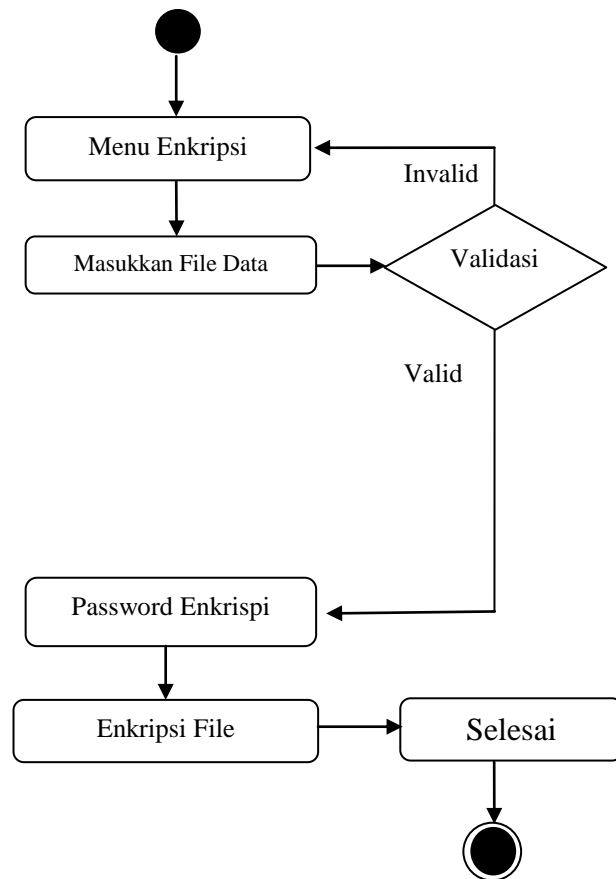 Menu Enkripsi
Invalid
Masukkan File Data
Validasi
Valid
Password Enkrispi
Enkripsi File
Selesai